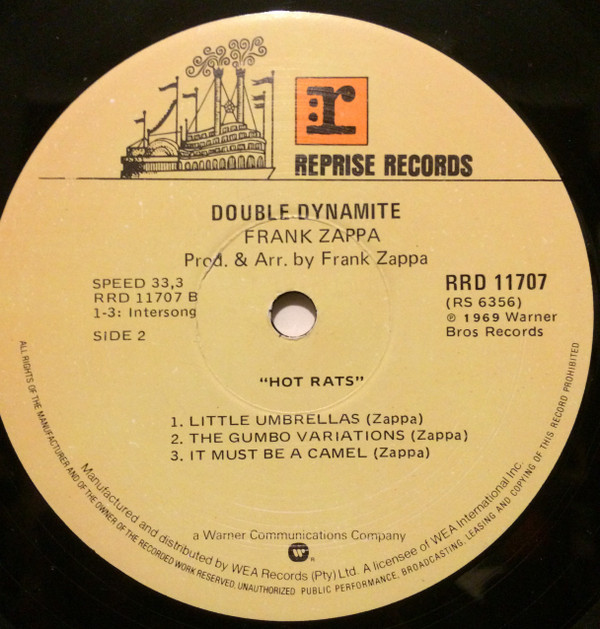 :r
REPRISE RECORDS
DOUBLE DYNAMITE
FRANK ZAPPA
Prod. & Arr. by Frank Zappa
SPEED 33,3
RRD 11707 B
1-3: Intersong
SIDE 2
RRD 11707
(RS 6356)
℗ 1969 Warner
Bros Records
"HOT RATS"
1. LITTLE UMBRELLAS (Zappa)
2. THE GUMBO VARIATIONS (Zappa)
3. IT MUST BE A CAMEL (Zappa)
a Warner Communications Company
W ®
Manufactured and distributed by WEA Records (Pty) Ltd. A licensee of WEA International Inc.
ALL RIGHTS OF THE MANUFACTURER AND OF THE OWNER OF THE RECORDED WORK RESERVED, UNAUTHORIZED PUBLIC PERFORMANCE, BROADCASTING, LEASING AND COPYING OF THIS RECORD PROHIBITED